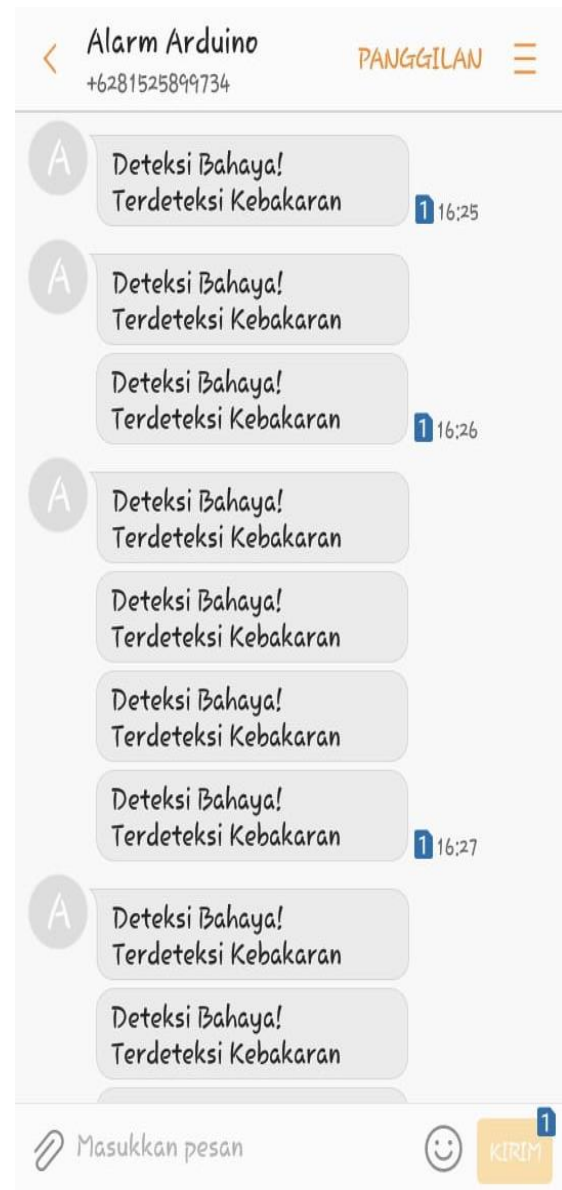 Alarm Arduino
+6281525899734
PANGGILAN
A
Deteksi Bahaya!
Terdeteksi Kebakaran
1 16:25
A
Deteksi Bahaya!
Terdeteksi Kebakaran
Deteksi Bahaya!
Terdeteksi Kebakaran
1 16:26
A
Deteksi Bahaya!
Terdeteksi Kebakaran
Deteksi Bahaya!
Terdeteksi Kebakaran
Deteksi Bahaya!
Terdeteksi Kebakaran
Deteksi Bahaya!
Terdeteksi Kebakaran
1 16:27
A
Deteksi Bahaya!
Terdeteksi Kebakaran
Deteksi Bahaya!
Terdeteksi Kebakaran
Masukkan pesan
KIRIM
1